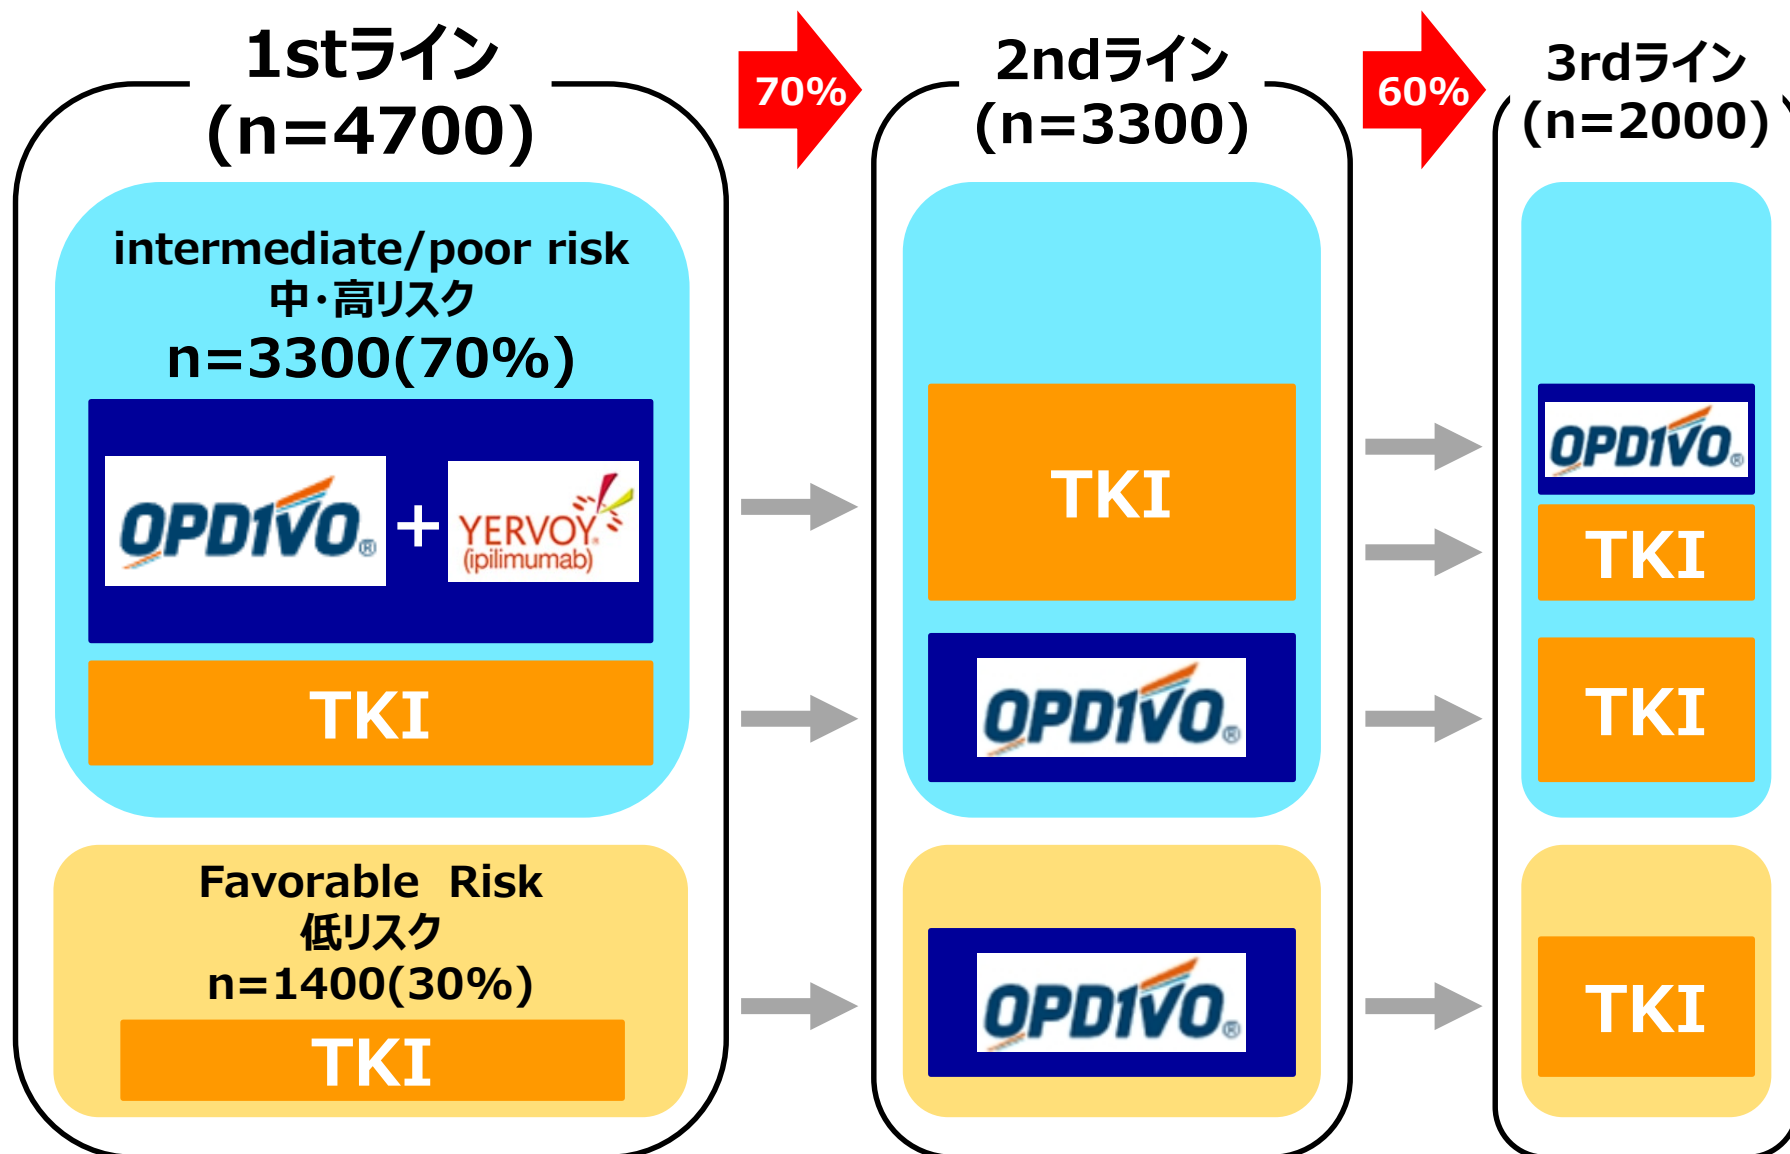 1stライン
(n=4700)
70%
2ndライン
(n=3300)
60%
3rdライン
(n=2000)
intermediate/poor risk
中・高リスク
n=3300(70%)
OPDIVO®
+
YERVOY®
(ipilimumab)
TKI
TKI
OPDIVO®
OPDIVO®
TKI
TKI
Favorable Risk
低リスク
n=1400(30%)
TKI
OPDIVO®
TKI